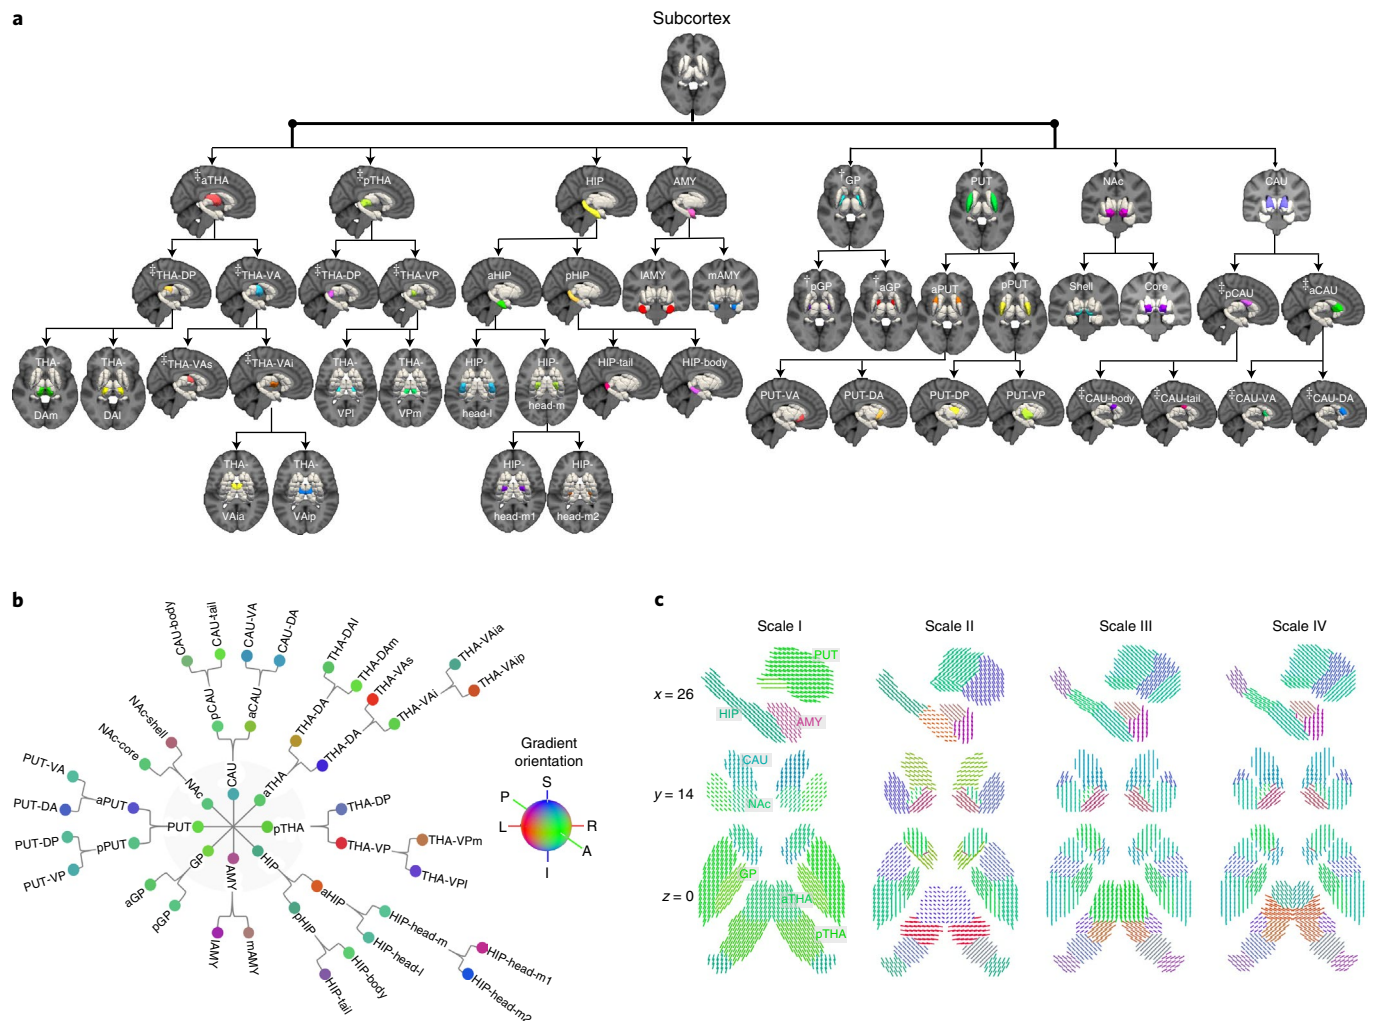 a
Subcortex
‡aTHA
‡pTHA
HIP
AMY
†GP
PUT
NAc
CAU
‡THA-DP
‡THA-VA
‡THA-DP
‡THA-VP
aHIP
pHIP
lAMY
mAMY
†pGP
†aGP
aPUT
pPUT
Shell
Core
‡pCAU
‡aCAU
THA-
DAm
THA-
DAl
‡THA-VAs
‡THA-VAi
THA-
VPl
THA-
VPm
HIP-
head-l
HIP-
head-m
HIP-tail
HIP-body
PUT-VA
PUT-DA
PUT-DP
PUT-VP
‡CAU-body
‡CAU-tail
‡CAU-VA
‡CAU-DA
THA-
VAia
THA-
VAip
HIP-
head-m1
HIP-
head-m2
b
CAU-body
CAU-tail
CAU-VA
CAU-DA
THA-DAl
THA-DAm
THA-VAs
THA-VAia
THA-VAip
THA-VAi
pCAU
aCAU
THA-DA
THA-DA
NAc-shell
NAc-core
PUT-VA
PUT-DA
aPUT
PUT-DP
PUT-VP
pPUT
NAc
CAU
aTHA
PUT
pTHA
GP
AMY
HIP
THA-DP
THA-VP
THA-VPm
THA-VPl
aGP
pGP
lAMY
mAMY
aHIP
pHIP
HIP-head-m
HIP-head-l
HIP-head-m1
HIP-head-m2
HIP-body
HIP-tail
Gradient
orientation
S
P
L
R
A
I
c
Scale I
Scale II
Scale III
Scale IV
x = 26
PUT
HIP
AMY
y = 14
CAU
NAc
z = 0
GP
aTHA
pTHA